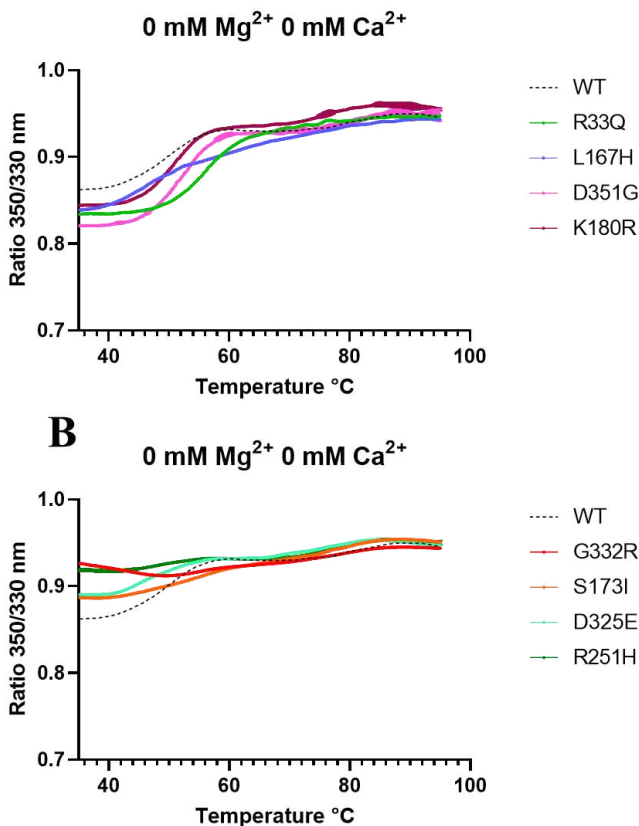 0 mM Mg²⁺ 0 mM Ca²⁺
Ratio 350/330 nm
1.0
0.9
0.8
0.7
40 60 80 100
Temperature °C
WT
R33Q
L167H
D351G
K180R
B
0 mM Mg²⁺ 0 mM Ca²⁺
Ratio 350/330 nm
1.0
0.9
0.8
0.7
40 60 80 100
Temperature °C
WT
G332R
S173I
D325E
R251H